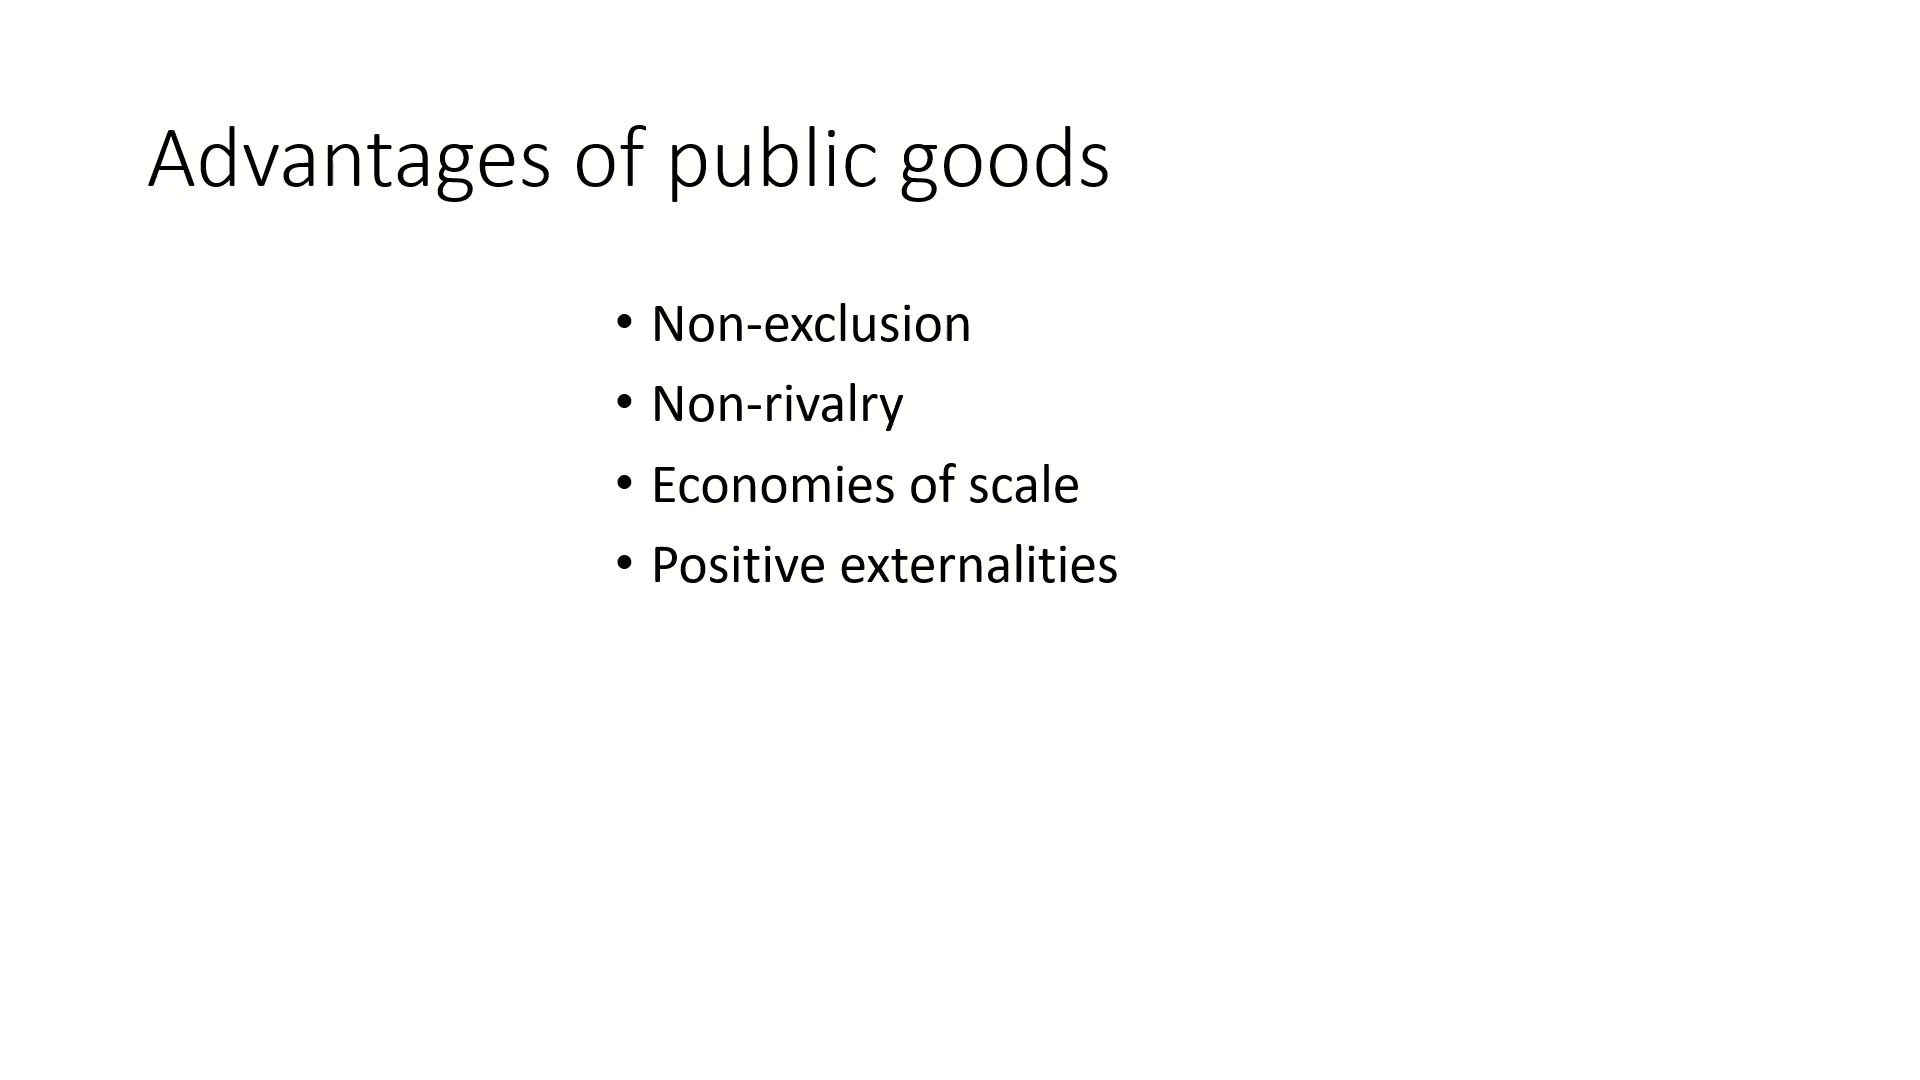 Advantages of public goods
• Non-exclusion
• Non-rivalry
• Economies of scale
• Positive externalities